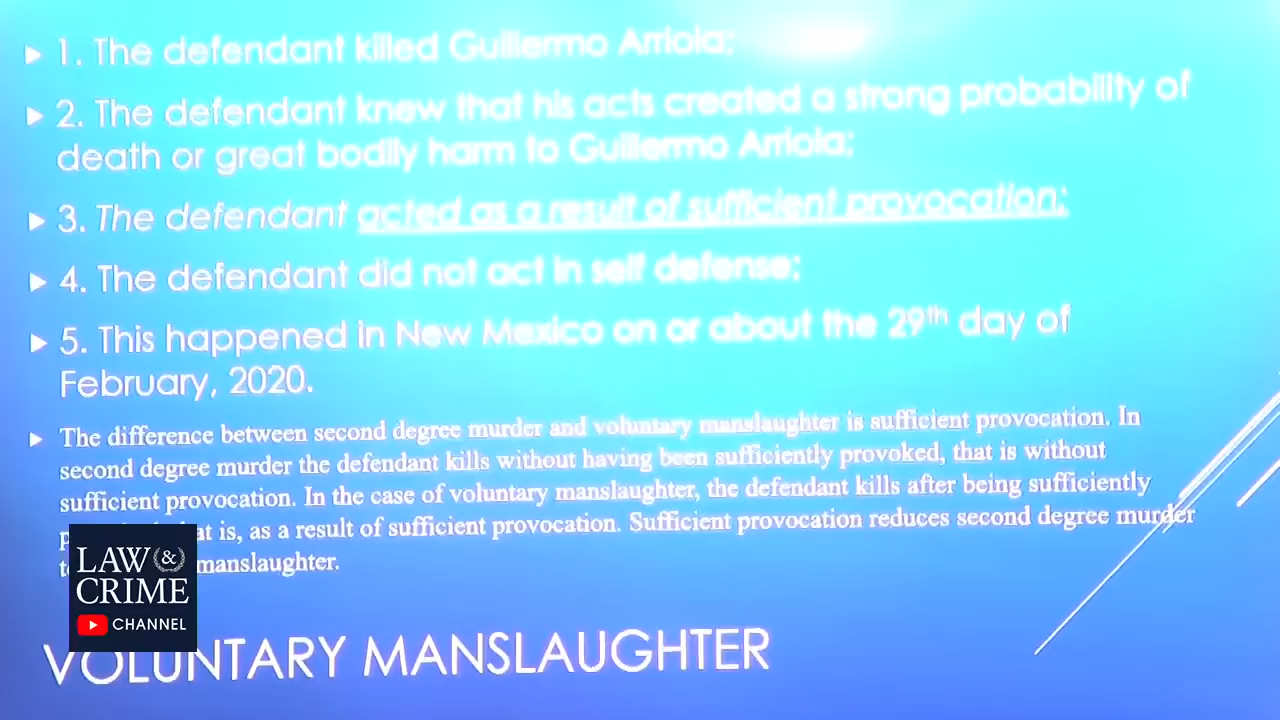 1. The defendant killed Guillermo Arriola;
2. The defendant knew that his acts created a strong probability of
death or great bodily harm to Guillermo Arriola;
3. The defendant acted as a result of sufficient provocation;
4. The defendant did not act in self defense;
5. This happened in New Mexico on or about the 29th day of
February, 2020.
The difference between second degree murder and voluntary manslaughter is sufficient provocation. In
second degree murder the defendant kills without having been sufficiently provoked, that is without
sufficient provocation. In the case of voluntary manslaughter, the defendant kills after being sufficiently
is, as a result of sufficient provocation. Sufficient provocation reduces second degree murder
manslaughter.
LAW &
CRIME
CHANNEL
VOLUNTARY MANSLAUGHTER